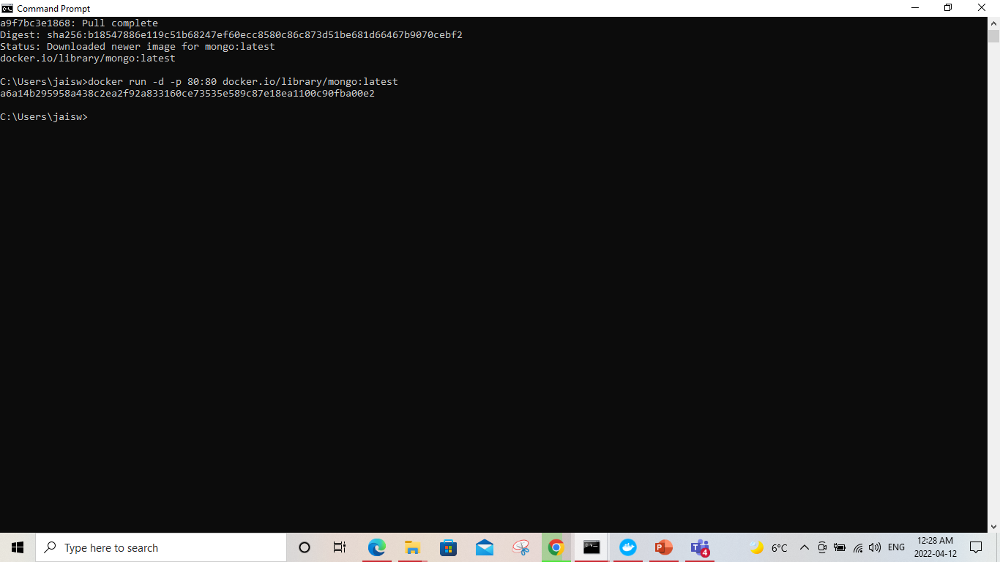 Command Prompt
a9f7bc3e1868: Pull complete
Digest: sha256:b18547886e119c51b68247ef60ecc8580c86c873d51be681d66467b9070cebf2
Status: Downloaded newer image for mongo:latest
docker.io/library/mongo:latest
C:\Users\jaisw>docker run -d -p 80:80 docker.io/library/mongo:latest
a6a14b295958a438c2ea2f92a833160ce73535e589c87e18ea1100c90fba00e2
C:\Users\jaisw>
Type here to search
4
6°C
ENG
12:28 AM
2022-04-12